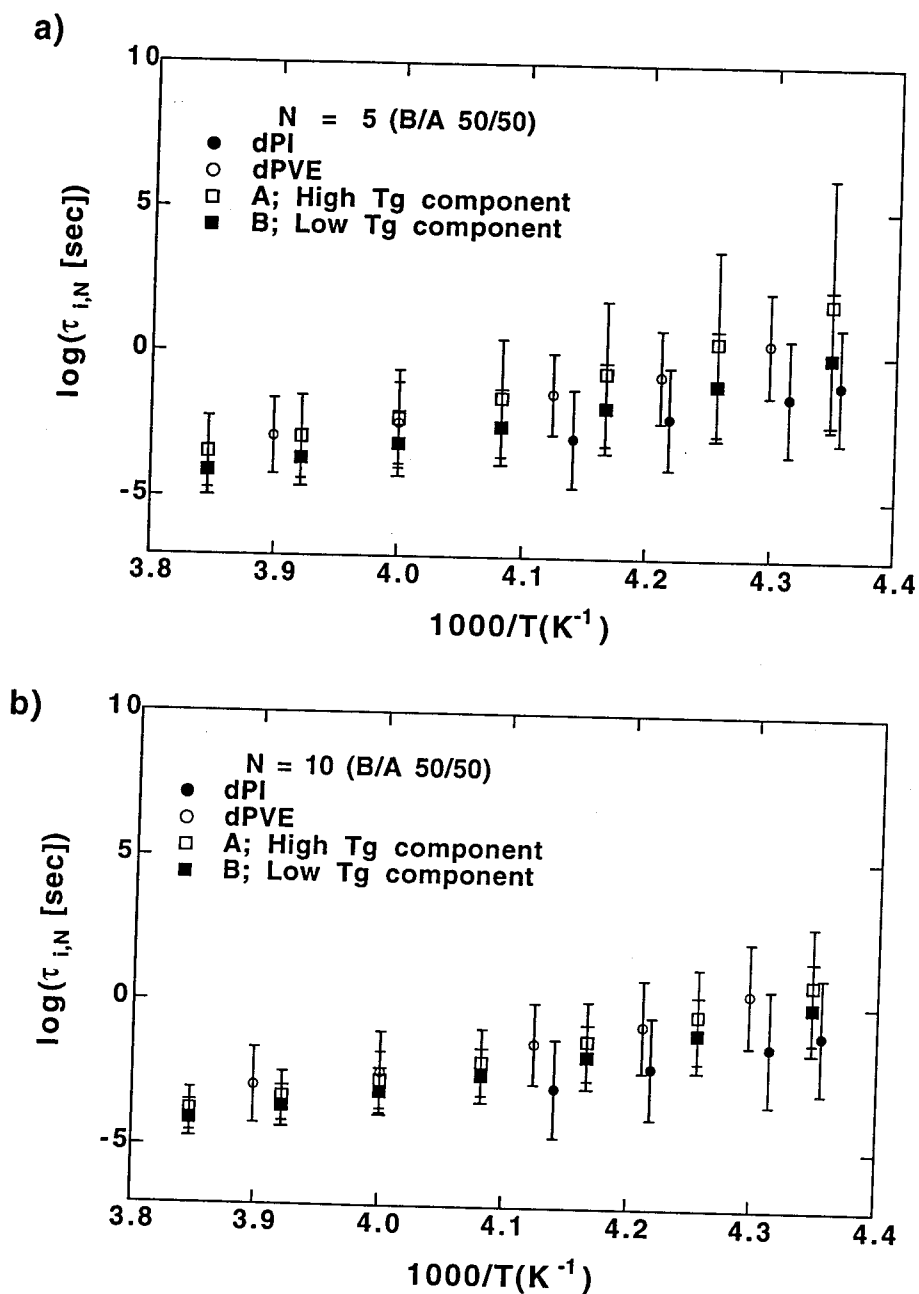 a)
10
5
0
-5
log(τ i,N [sec])
N = 5 (B/A 50/50)
dPI
dPVE
A; High Tg component
B; Low Tg component
3.8 3.9 4.0 4.1 4.2 4.3 4.4
1000/T(K-1)
b)
10
5
0
-5
log(τ i,N [sec])
N = 10 (B/A 50/50)
dPI
dPVE
A; High Tg component
B; Low Tg component
3.8 3.9 4.0 4.1 4.2 4.3 4.4
1000/T(K -1)